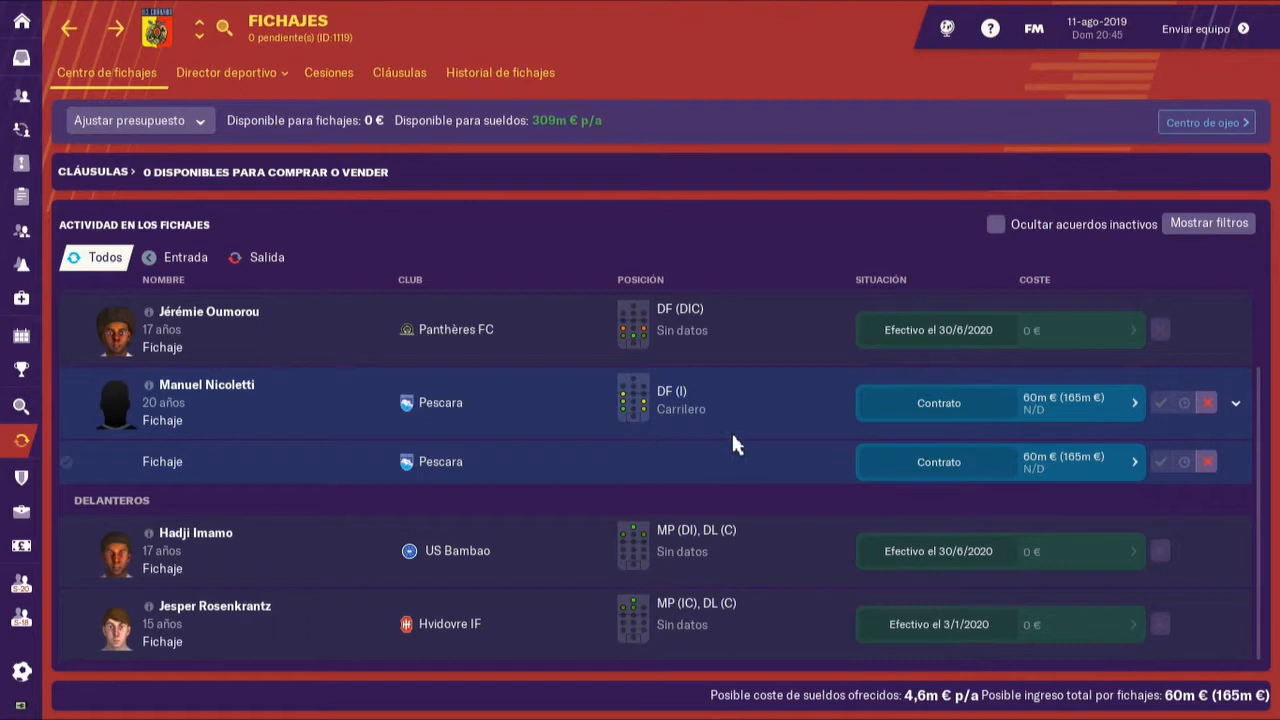 FICHAJES
0 pendiente(s) (ID:1119)
FM
11-ago-2019
Dom 20:45
Enviar equipo
Centro de fichajes
Director deportivo
Cesiones
Cláusulas
Historial de fichajes
Ajustar presupuesto
Disponible para fichajes: 0 €
Disponible para sueldos: 309m € p/a
Centro de ojeo
CLÁUSULAS
0 DISPONIBLES PARA COMPRAR O VENDER
ACTIVIDAD EN LOS FICHAJES
Ocultar acuerdos inactivos
Mostrar filtros
Todos
Entrada
Salida
NOMBRE
CLUB
POSICIÓN
SITUACIÓN
COSTE
Jérémie Oumorou
17 años
Fichaje
Panthères FC
DF (DIC)
Sin datos
Efectivo el 30/6/2020
0 €
Manuel Nicoletti
20 años
Fichaje
Pescara
DF (I)
Carrilero
Contrato
60m € (165m €)
N/D
Fichaje
Pescara
Contrato
60m € (165m €)
N/D
DELANTEROS
Hadji Imamo
17 años
Fichaje
US Bambao
MP (DI), DL (C)
Sin datos
Efectivo el 30/6/2020
0 €
Jesper Rosenkrantz
15 años
Fichaje
Hvidovre IF
MP (IC), DL (C)
Sin datos
Efectivo el 3/1/2020
0 €
S-20
S-18
Posible coste de sueldos ofrecidos: 4,6m € p/a Posible ingreso total por fichajes: 60m € (165m €)